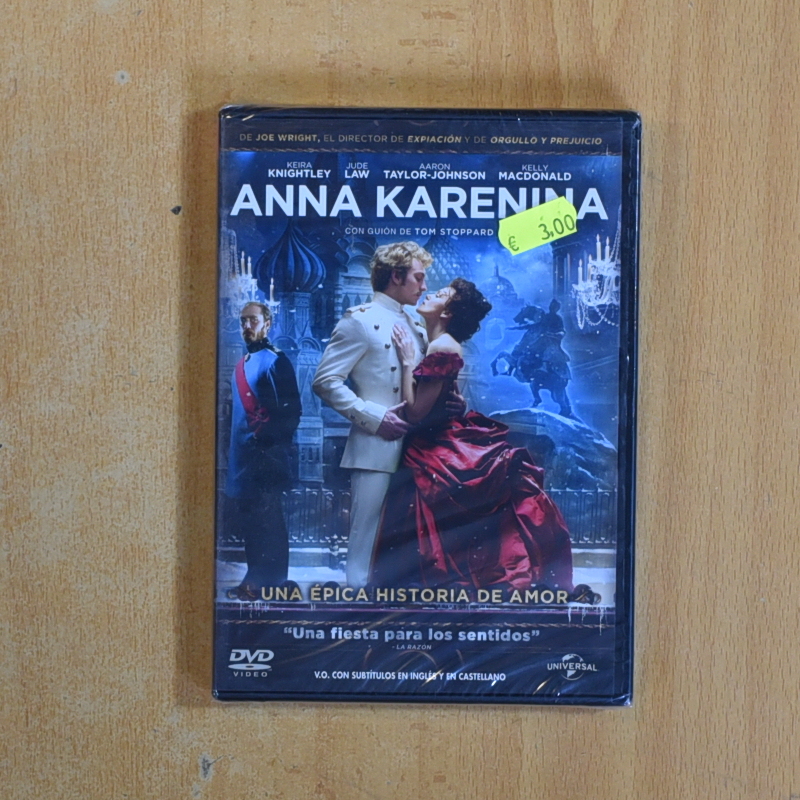 DE JOE WRIGHT, EL DIRECTOR DE EXPIACIÓN Y DE ORGULLO Y PREJUICIO
KEIRA KNIGHTLEY JUDE LAW AARON TAYLOR-JOHNSON KELLY MACDONALD
ANNA KARENINA
€ 3,00
CON GUIÓN DE TOM STOPPARD
UNA ÉPICA HISTORIA DE AMOR
“Una fiesta para los sentidos”
- LA RAZÓN
DVD
VIDEO
V.O. CON SUBTÍTULOS EN INGLÉS Y EN CASTELLANO
UNIVERSAL